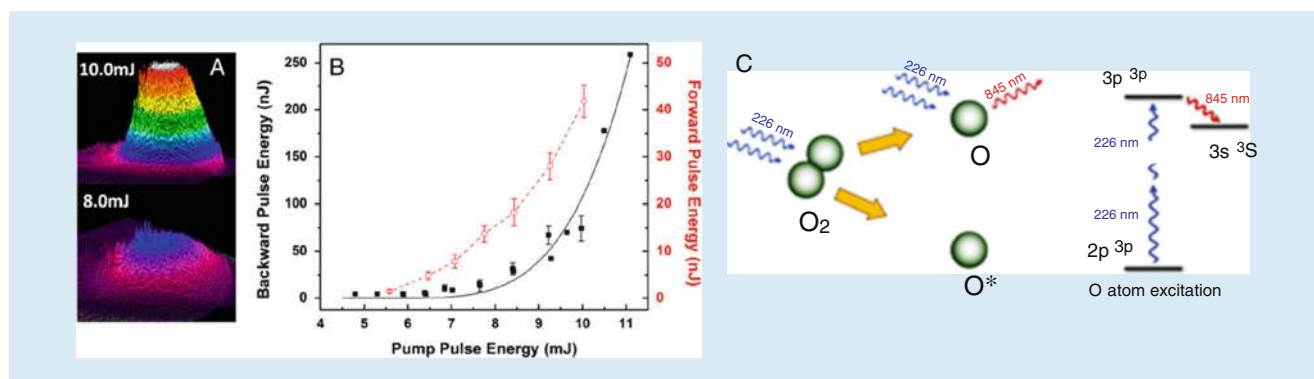 10.0mJ A
8.0mJ
B
Backward Pulse Energy (nJ)
250
200
150
100
50
0
4 5 6 7 8 9 10 11
Pump Pulse Energy (mJ)
50
40
30
20
10
0
Forward Pulse Energy (nJ)
C
226 nm
226 nm
845 nm
O₂
O
O*
3p ³p
845 nm
226 nm
3s ³S
226 nm
2p ³p
O atom excitation